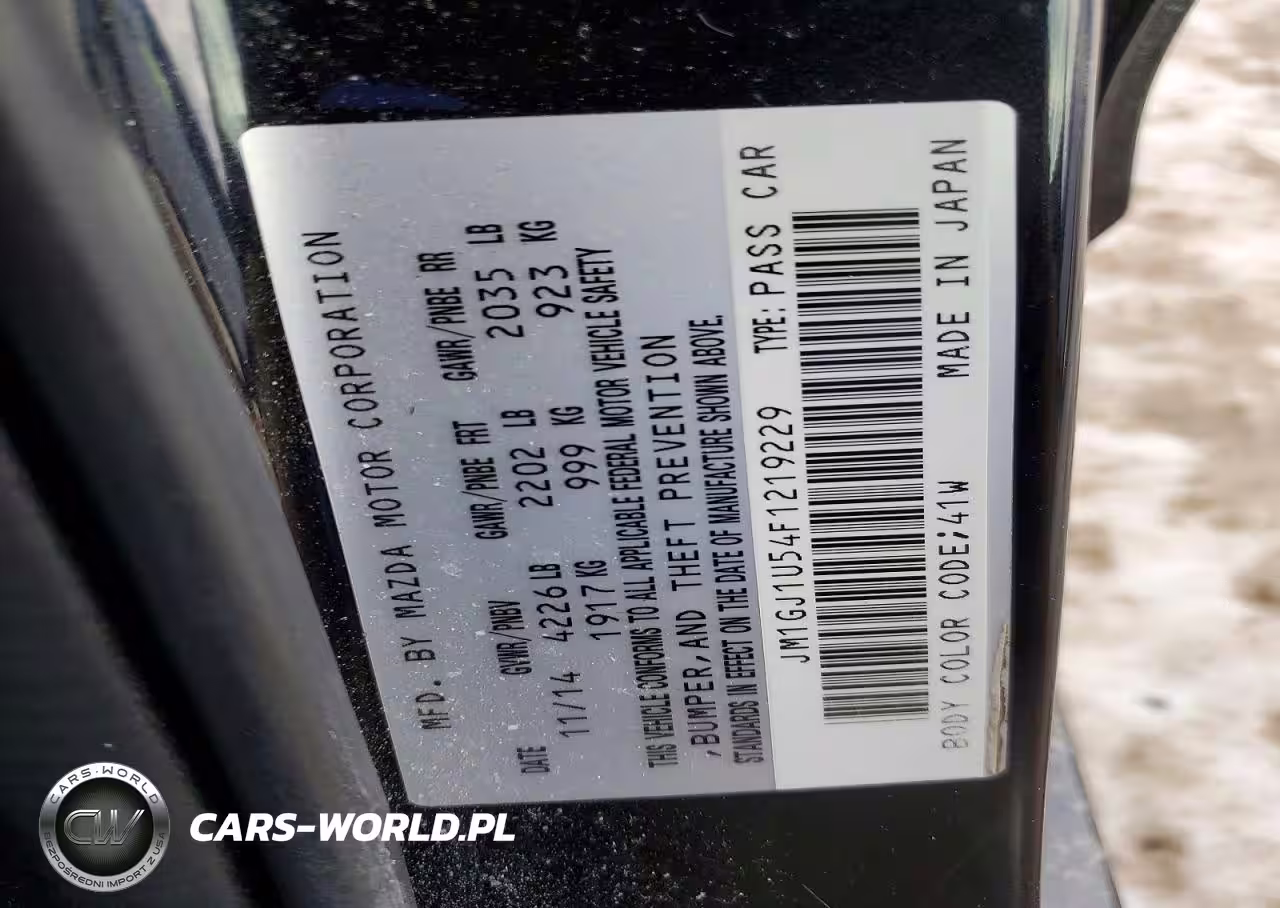 MFD. BY MAZDA MOTOR CORPORATION
DATE GVWR/PNBV GAWR/PNBE FRT GAWR/PNBE RR
11/14 4226 LB 2202 LB 2035 LB
1917 KG 999 KG 923 KG
THIS VEHICLE CONFORMS TO ALL APPLICABLE FEDERAL MOTOR VEHICLE SAFETY
,BUMPER,AND THEFT PREVENTION
STANDARDS IN EFFECT ON THE DATE OF MANUFACTURE SHOWN ABOVE.
JM1GJ1U54F1219229 TYPE: PASS CAR
BODY COLOR CODE;41W MADE IN JAPAN
CARS-WORLD
CW
BEZPOŚREDNI IMPORT Z USA
CARS-WORLD.PL